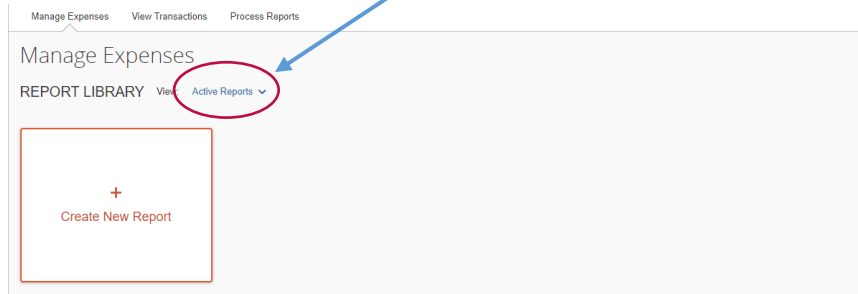 Manage Expenses View Transactions Process Reports
Manage Expenses
REPORT LIBRARY View: Active Reports
+
Create New Report